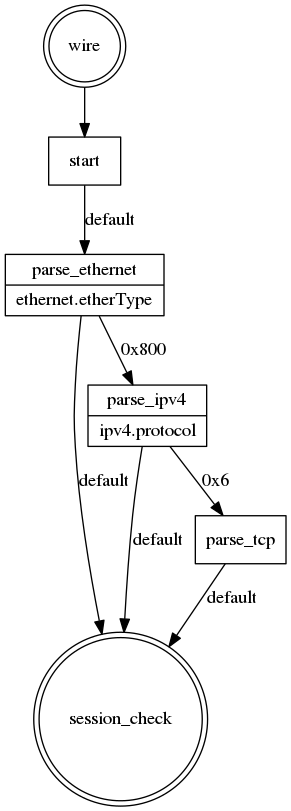 wire
start
default
parse_ethernet
ethernet.etherType
0x800
parse_ipv4
ipv4.protocol
default
0x6
default
parse_tcp
default
session_check